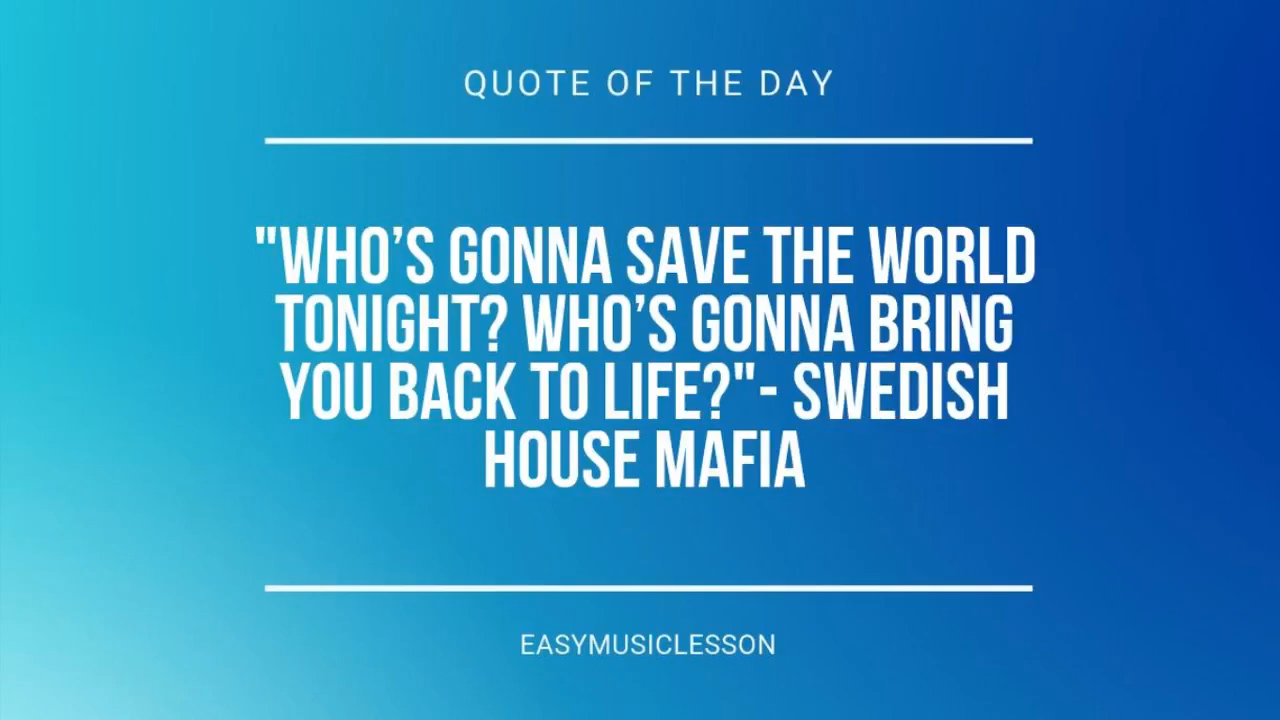 QUOTE OF THE DAY
"WHO’S GONNA SAVE THE WORLD
TONIGHT? WHO’S GONNA BRING
YOU BACK TO LIFE?"- SWEDISH
HOUSE MAFIA
EASYMUSICLESSON